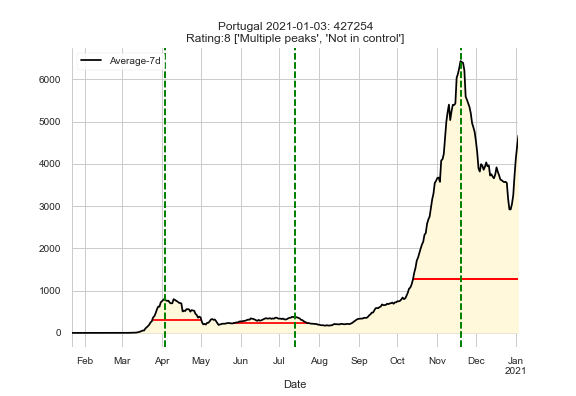 Portugal 2021-01-03: 427254
Rating:8 ['Multiple peaks', 'Not in control']
Average-7d
6000
5000
4000
3000
2000
1000
0
Feb Mar Apr May Jun Jul Aug Sep Oct Nov Dec Jan
2021
Date